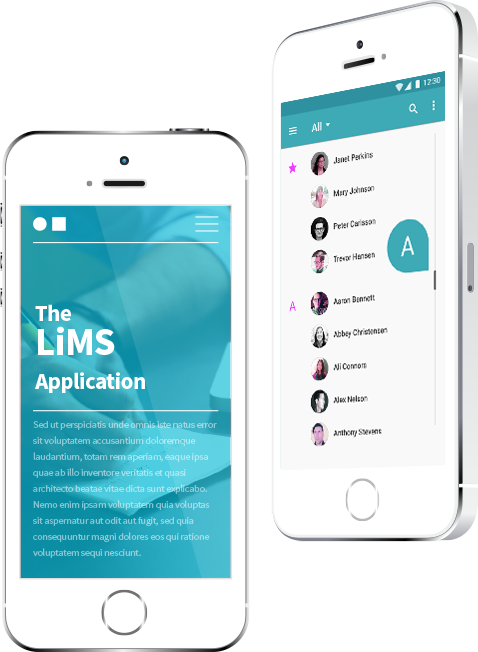 The
LiMS
Application
Sed ut perspiciatis unde omnis iste natus error
sit voluptatem accusantium doloremque
laudantium, totam rem aperiam, eaque ipsa
quae ab illo inventore veritatis et quasi
architecto beatae vitae dicta sunt explicabo.
Nemo enim ipsam voluptatem quia voluptas
sit aspernatur aut odit aut fugit, sed quia
consequuntur magni dolores eos qui ratione
voluptatem sequi nesciunt.
12:30
All
Janet Perkins
Mary Johnson
Peter Carlsson
Trevor Hansen
A
A
Aaron Bennett
Abbey Christensen
Ali Connors
Alex Nelson
Anthony Stevens